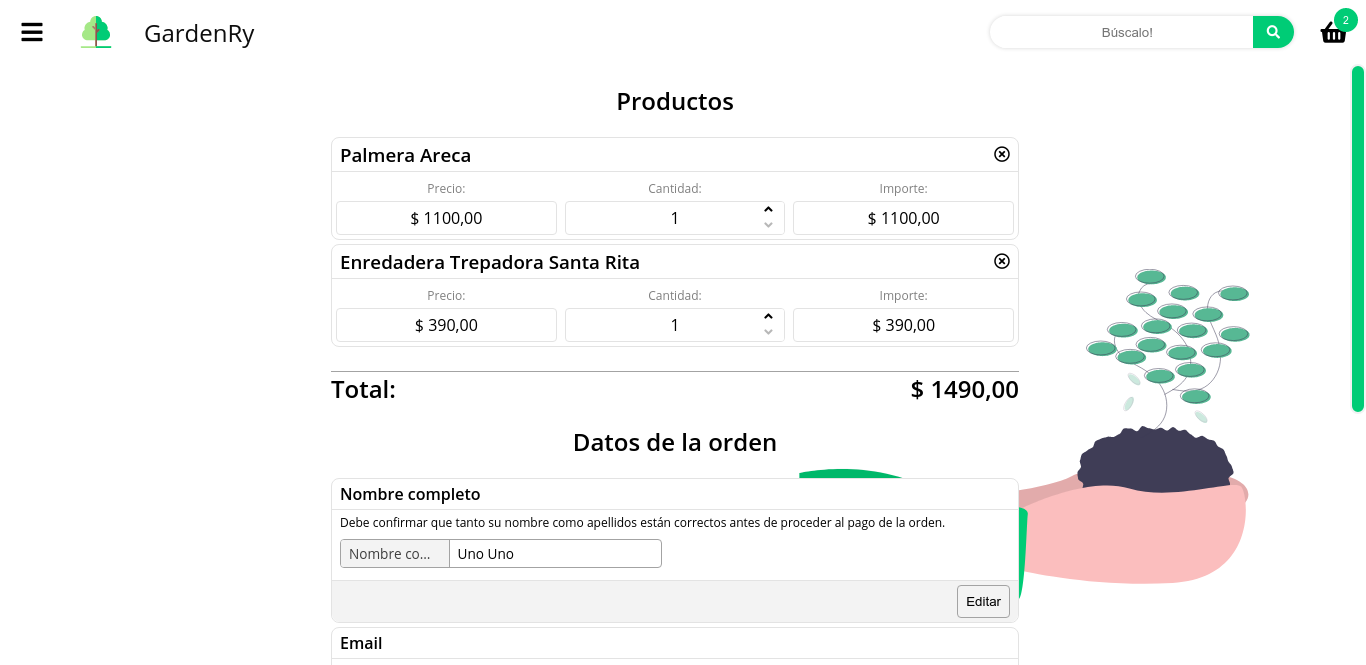 GardenRy
Búscalo!
2
Productos
Palmera Areca
Precio: Cantidad: Importe:
$ 1100,00 1 $ 1100,00
Enredadera Trepadora Santa Rita
Precio: Cantidad: Importe:
$ 390,00 1 $ 390,00
Total: $ 1490,00
Datos de la orden
Nombre completo
Debe confirmar que tanto su nombre como apellidos están correctos antes de proceder al pago de la orden.
Nombre co... Uno Uno
Editar
Email